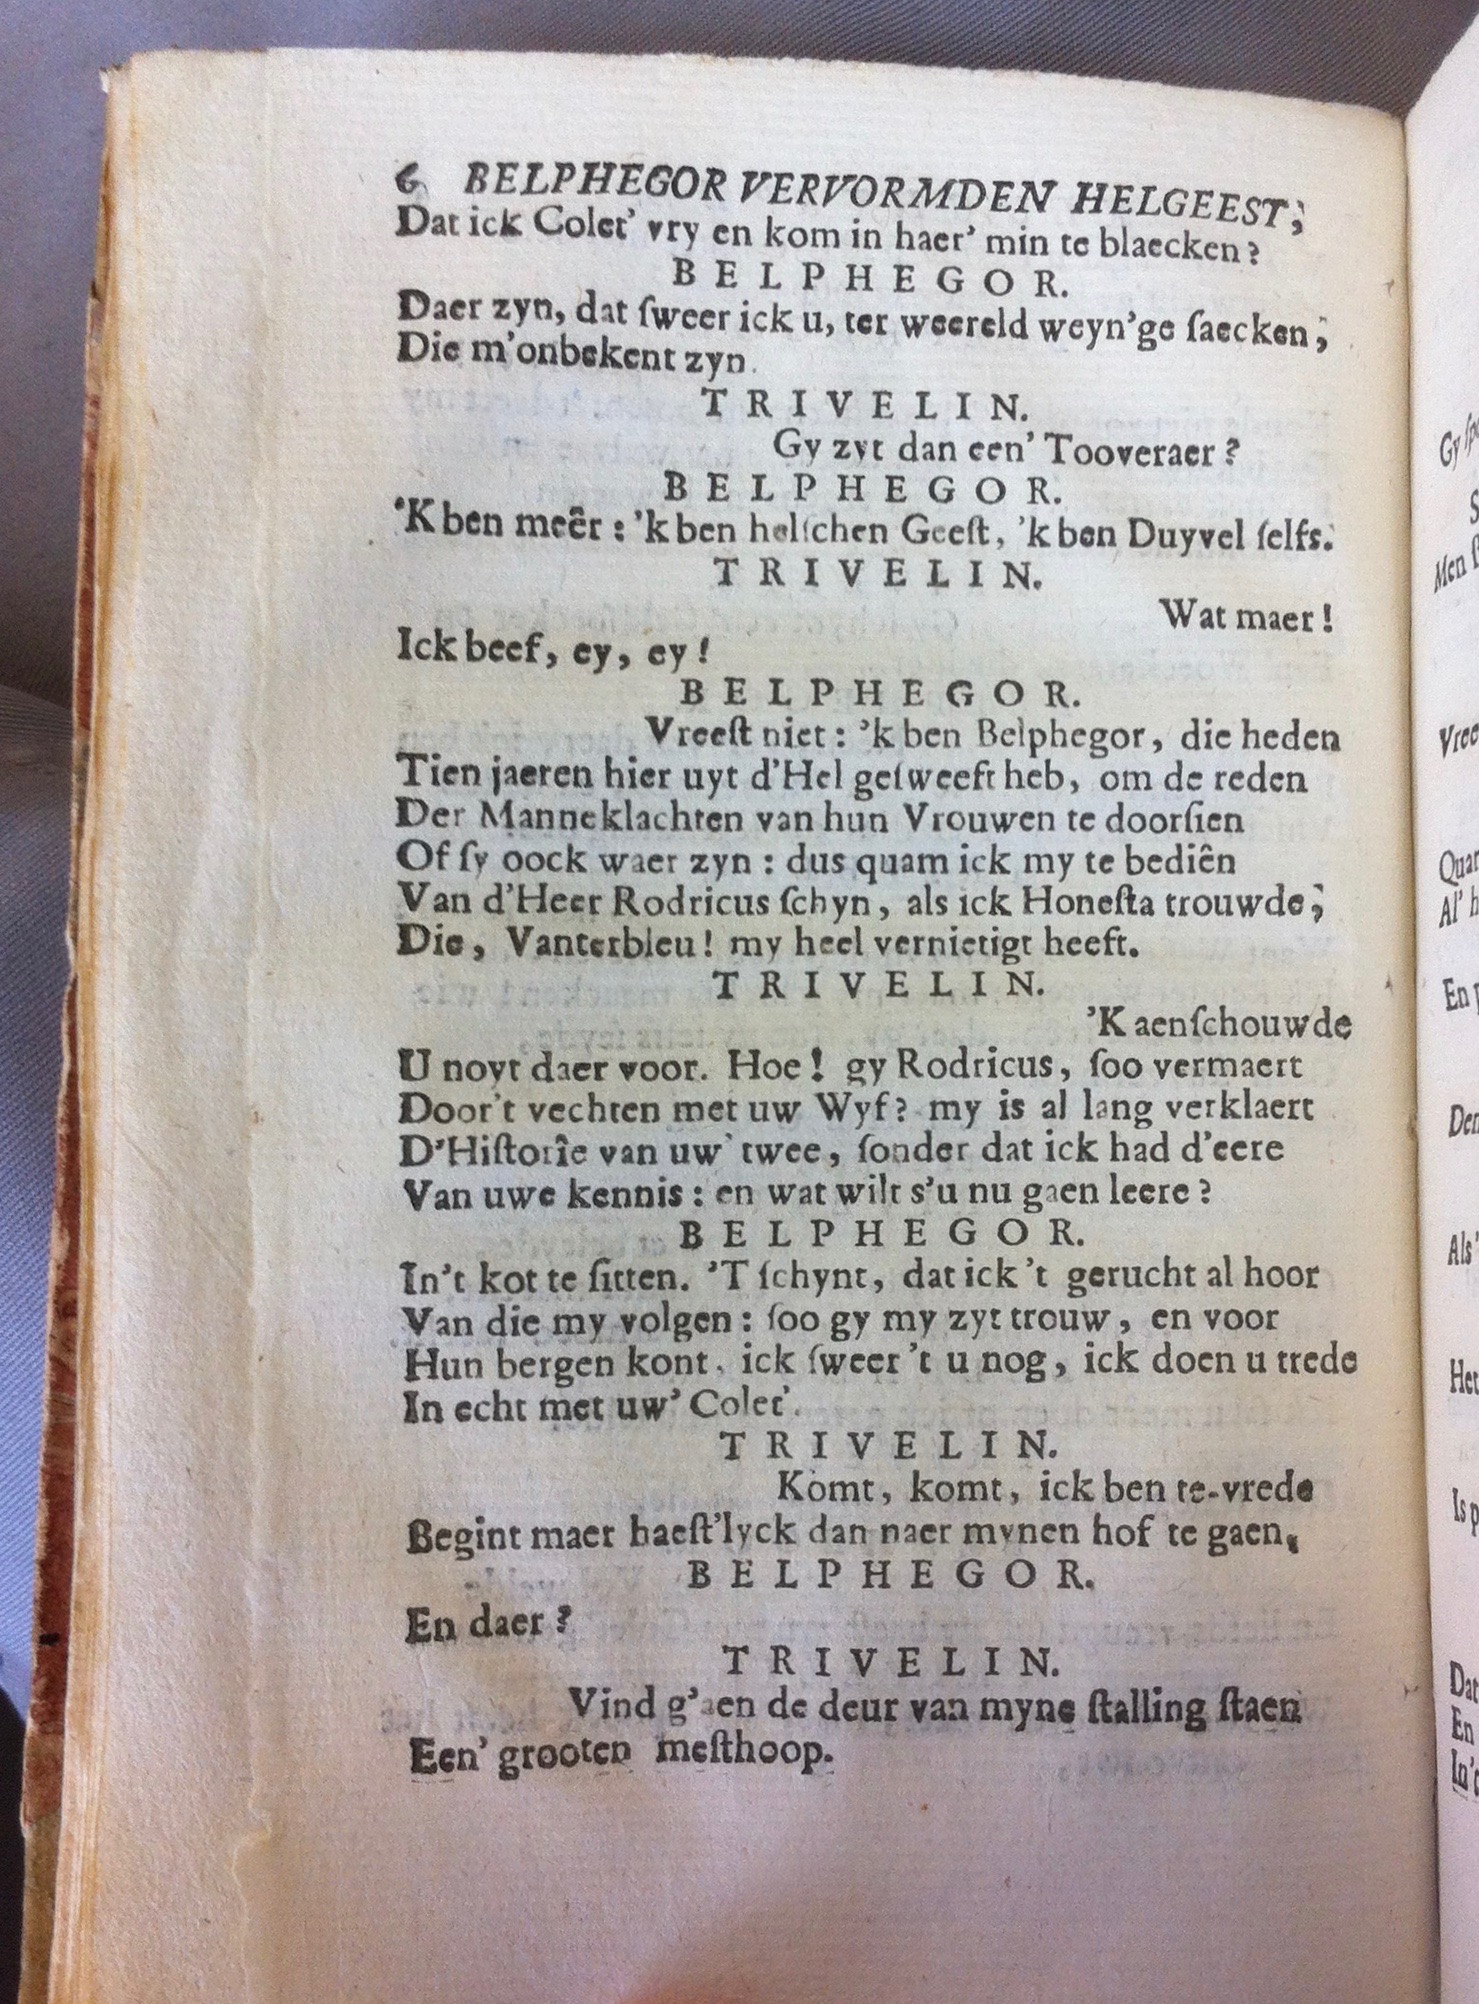 6 BELPHEGOR VERVORMDEN HELGEEST;
Dat ick Colet' vry en kom in haer' min te blaecken?
BELPHEGOR.
Daer zyn, dat ſweer ick u, ter weereld weyn'ge ſaecken;
Die m'onbekent zyn.
TRIVELIN.
Gy zyt dan een' Tooveraer?
BELPHEGOR.
'K ben meêr: 'k ben helſchen Geeſt, 'k ben Duyvel ſelfs.
TRIVELIN.
Wat maer!
Ick beef, ey, ey!
BELPHEGOR.
Vreeſt niet: 'k ben Belphegor, die heden
Tien jaeren hier uyt d'Hel geſweeft heb, om de reden
Der Manneklachten van hun Vrouwen te doorſien
Of ſy oock waer zyn: dus quam ick my te bediên
Van d'Heer Rodricus ſchyn, als ick Honeſta trouwde;
Die, Vanterbleu! my heel vernietigt heeft.
TRIVELIN.
'K aenſchouwde
U noyt daer voor. Hoe! gy Rodricus, ſoo vermaert
Door't vechten met uw Wyf? my is al lang verklaert
D'Hiſtorîe van uw' twee, ſonder dat ick had d'eere
Van uwe kennis: en wat wilt s'u nu gaen leere?
BELPHEGOR.
In't kot te ſitten. 'T ſchynt, dat ick 't gerucht al hoor
Van die my volgen: ſoo gy my zyt trouw, en voor
Hun bergen kont, ick ſweer 't u nog, ick doen u trede
In echt met uw' Colet'.
TRIVELIN.
Komt, komt, ick ben te-vrede
Begint maer haeſt'lyck dan naer mynen hof te gaen,
BELPHEGOR.
En daer?
TRIVELIN.
Vind g'aen de deur van myne ſtalling ſtaen
Een' grooten meſthoop.